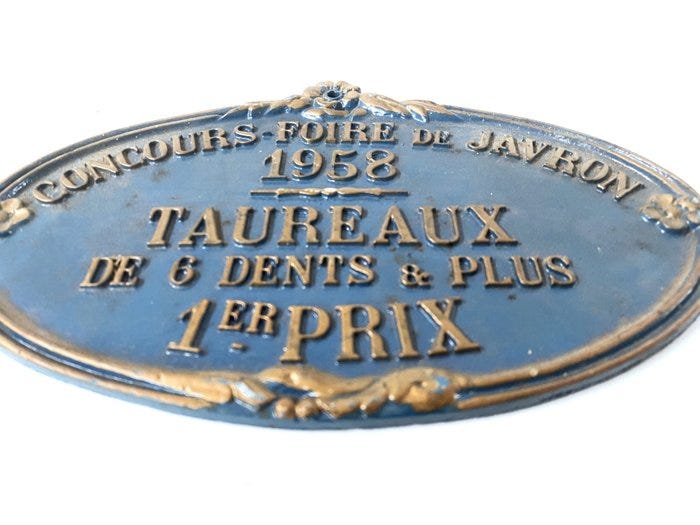 CONCOURS-FOIRE DE JAVRON
1958
TAUREAUX
DE 6 DENTS & PLUS
1ER PRIX